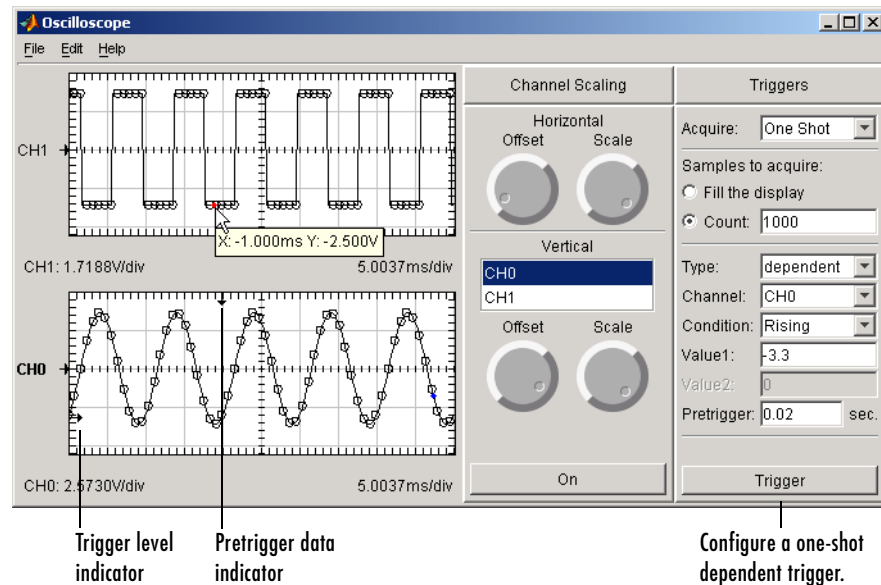 Oscilloscope
File Edit Help
CH1
X: -1.000ms Y: -2.500V
CH1: 1.7188V/div 5.0037ms/div
CH0
CH0: 2.5730V/div 5.0037ms/div
Channel Scaling
Horizontal
Offset Scale
Vertical
CH0
CH1
Offset Scale
On
Triggers
Acquire: One Shot
Samples to acquire:
Fill the display
Count: 1000
Type: dependent
Channel: CH0
Condition: Rising
Value1: -3.3
Value2: 0
Pretrigger: 0.02 sec.
Trigger
Trigger level
indicator
Pretrigger data
indicator
Configure a one-shot
dependent trigger.